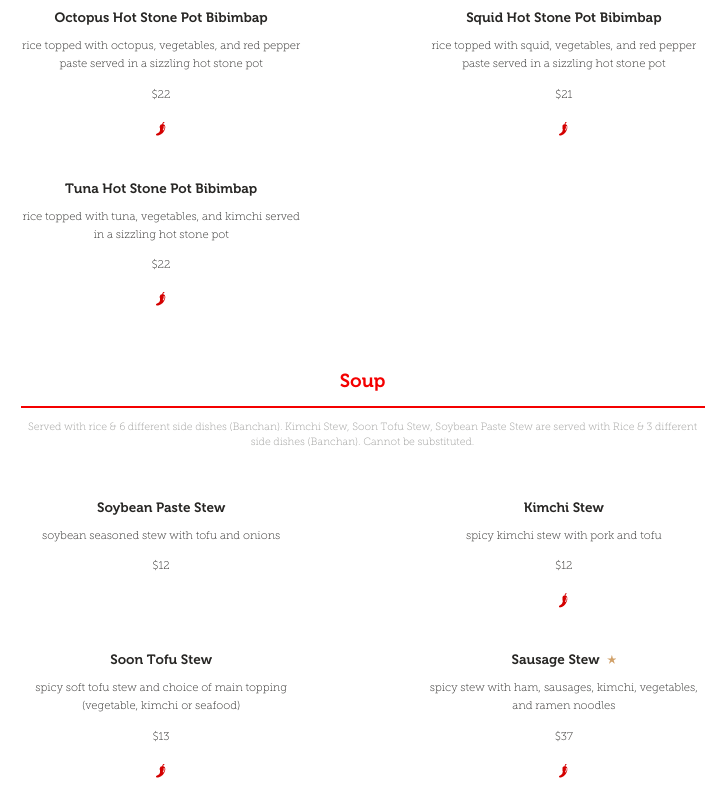 Octopus Hot Stone Pot Bibimbap
rice topped with octopus, vegetables, and red pepper
paste served in a sizzling hot stone pot
$22
Squid Hot Stone Pot Bibimbap
rice topped with squid, vegetables, and red pepper
paste served in a sizzling hot stone pot
$21
Tuna Hot Stone Pot Bibimbap
rice topped with tuna, vegetables, and kimchi served
in a sizzling hot stone pot
$22
Soup
Served with rice & 6 different side dishes (Banchan). Kimchi Stew, Soon Tofu Stew, Soybean Paste Stew are served with Rice & 3 different
side dishes (Banchan). Cannot be substituted.
Soybean Paste Stew
soybean seasoned stew with tofu and onions
$12
Kimchi Stew
spicy kimchi stew with pork and tofu
$12
Soon Tofu Stew
spicy soft tofu stew and choice of main topping
(vegetable, kimchi or seafood)
$13
Sausage Stew ★
spicy stew with ham, sausages, kimchi, vegetables,
and ramen noodles
$37